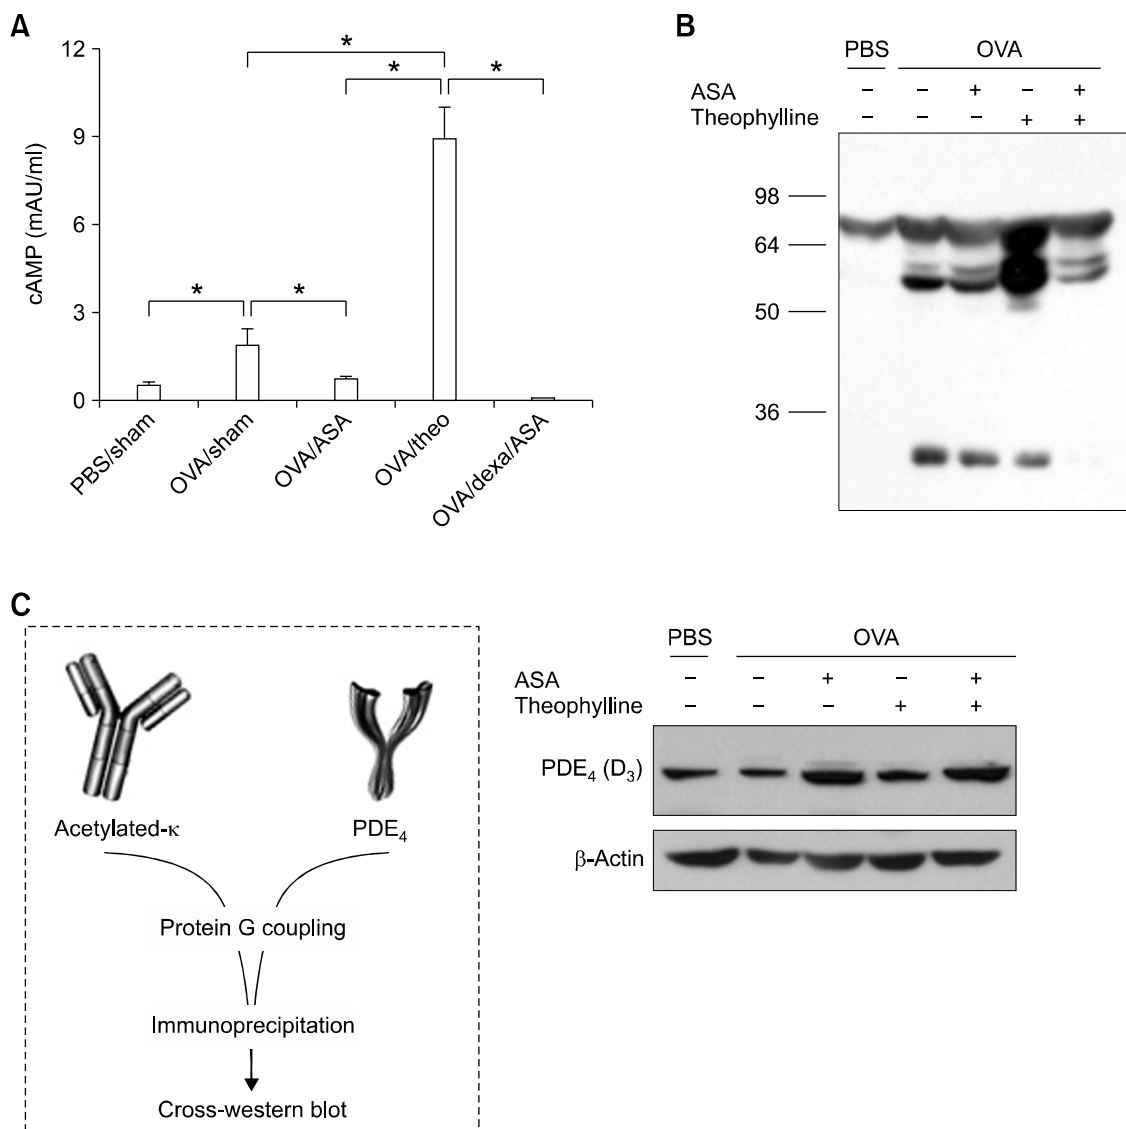 A
12
9
6
3
0
cAMP (mAU/ml)
*
*
*
*
*
PBS/sham
OVA/sham
OVA/ASA
OVA/theo
OVA/dexa/ASA
B
PBS OVA
ASA – – + – +
Theophylline – – – + +
98
64
50
36
C
Acetylated-κ PDE₄
Protein G coupling
Immunoprecipitation
Cross-western blot
PBS OVA
ASA – – + – +
Theophylline – – – + +
PDE₄ (D₃)
β-Actin